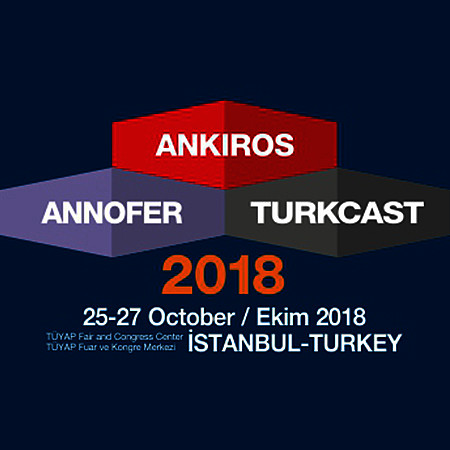 ANKIROS
ANNOFER TURKCAST
2018
25-27 October / Ekim 2018
TÜYAP Fair and Congress Center
TÜYAP Fuar ve Kongre Merkezi
İSTANBUL-TURKEY